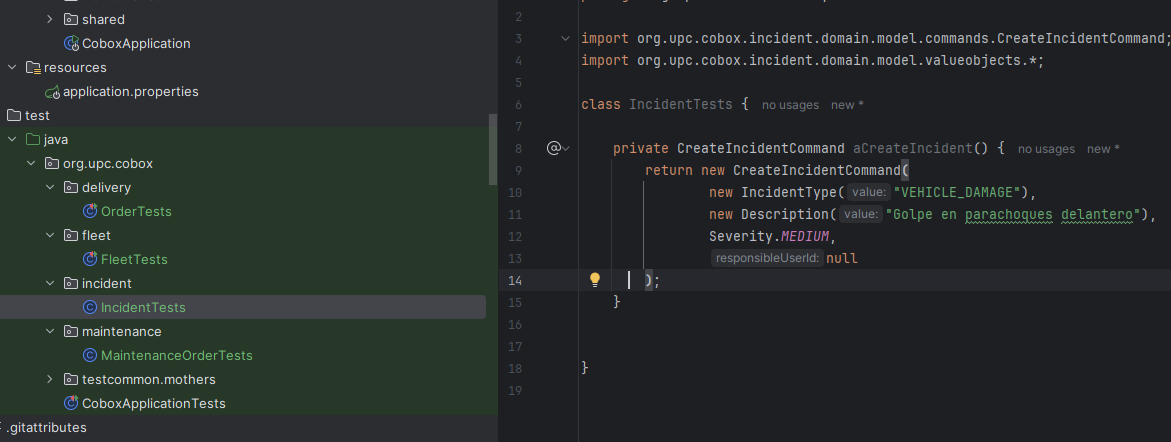 shared
CoboxApplication
resources
application.properties
test
java
org.upc.cobox
delivery
OrderTests
fleet
FleetTests
incident
IncidentTests
maintenance
MaintenanceOrderTests
testcommon.mothers
CoboxApplicationTests
.gitattributes
2
3 import org.upc.cobox.incident.domain.model.commands.CreateIncidentCommand;
4 import org.upc.cobox.incident.domain.model.valueobjects.*;
5
6 class IncidentTests { no usages new *
7
8 @ private CreateIncidentCommand aCreateIncident() { no usages new *
9 return new CreateIncidentCommand(
10 new IncidentType( value: "VEHICLE_DAMAGE"),
11 new Description( value: "Golpe en parachoques delantero"),
12 Severity.MEDIUM,
13 responsibleUserId: null
14 );
15 }
16
17
18 }
19